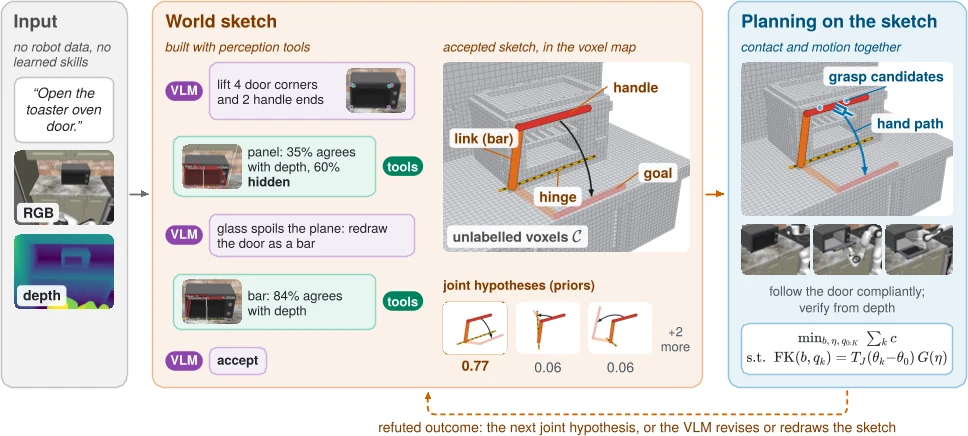 Input
no robot data, no
learned skills
“Open the
toaster oven
door.”
RGB
depth
World sketch
built with perception tools
VLM
lift 4 door corners
and 2 handle ends
panel: 35% agrees
with depth, 60%
hidden
tools
VLM
glass spoils the plane: redraw
the door as a bar
bar: 84% agrees
with depth
tools
VLM
accept
accepted sketch, in the voxel map
handle
link (bar)
hinge
goal
unlabelled voxels C
joint hypotheses (priors)
0.77
0.06
0.06
+2
more
Planning on the sketch
contact and motion together
grasp candidates
hand path
follow the door compliantly;
verify from depth
min_{b, η, q_{0:K}} ∑_k c
s.t. FK(b, q_k) = T_J(θ_k−θ_0) G(η)
refuted outcome: the next joint hypothesis, or the VLM revises or redraws the sketch